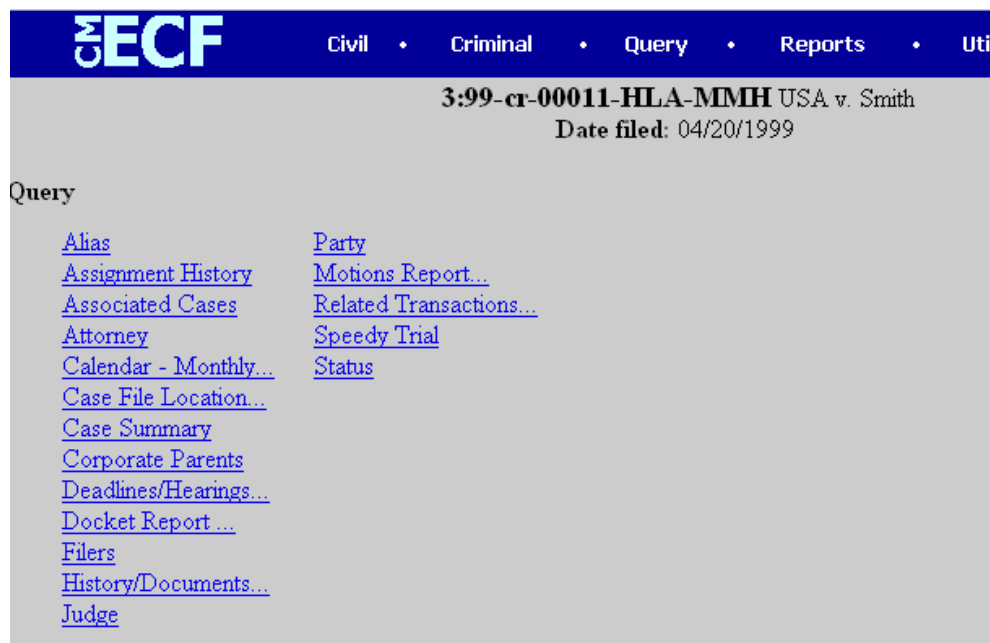 CM ECF Civil • Criminal • Query • Reports • Uti
3:99-cr-00011-HLA-MMH USA v. Smith
Date filed: 04/20/1999
Query
Alias
Assignment History
Associated Cases
Attorney
Calendar - Monthly...
Case File Location...
Case Summary
Corporate Parents
Deadlines/Hearings...
Docket Report ...
Filers
History/Documents...
Judge
Party
Motions Report...
Related Transactions...
Speedy Trial
Status